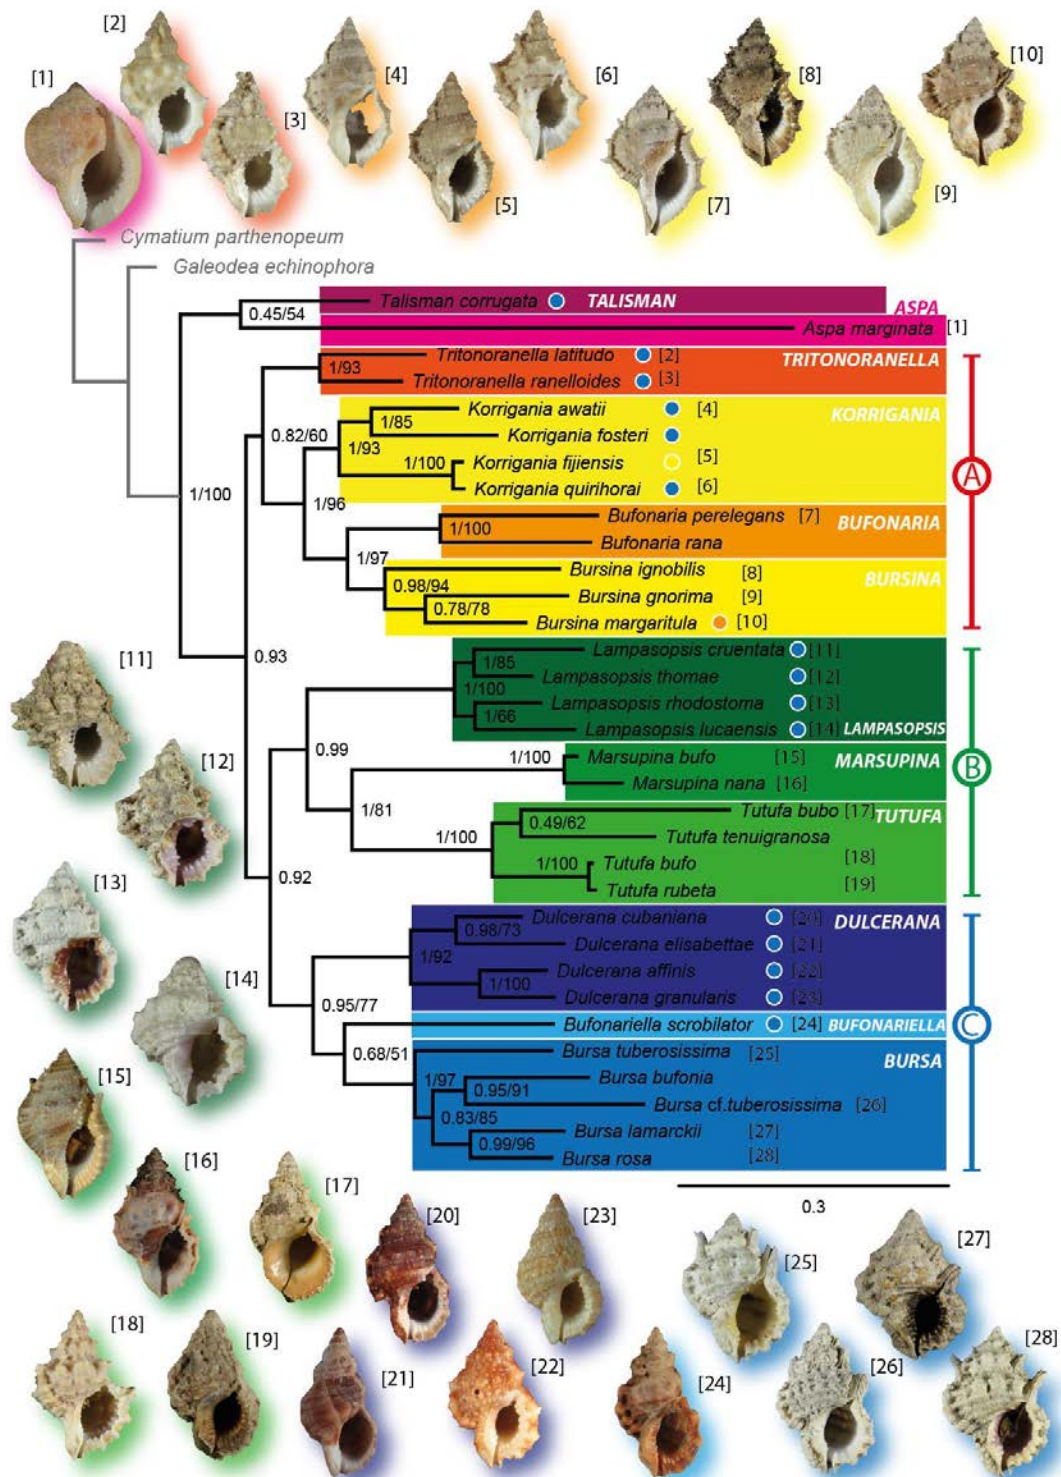 [1]
[2]
[3]
[4]
[5]
[6]
[7]
[8]
[9]
[10]
Cymatium parthenopeum
Galeodea echinophora
Talisman corrugata TALISMAN
0.45/54
ASPA
Aspa marginata [1]
Tritonoranella latitudo [2] TRITONORANELLA
1/93
Tritonoranella ranelloides [3]
Korrigania awatii [4] KORRIGANIA
1/85
0.82/60
Korrigania fosteri
1/93
Korrigania fijiensis [5]
1/100
Korrigania quirihorai [6]
A
1/100
1/96
Bufonaria perelegans [7] BUFONARIA
1/100
Bufonaria rana
1/97
Bursina ignobilis [8] BURSINA
0.98/94
Bursina gnorima [9]
0.78/78
Bursina margaritula [10]
0.93
[11]
Lampasopsis cruentata [11]
1/85
Lampasopsis thomae [12]
1/100
Lampasopsis rhodostoma [13]
1/66
Lampasopsis lucaensis [14] LAMPASOPSIS
[12]
0.99
1/100
Marsupina bufo [15] MARSUPINA
B
Marsupina nana [16]
1/81
Tutufa bubo [17] TUTUFA
0.49/62
1/100
Tutufa tenuigranosa
1/100
Tutufa bufo [18]
Tutufa rubeta [19]
0.92
[13]
Dulcerana cubaniana [20] DULCERANA
0.98/73
Dulcerana elisabettae [21]
1/92
Dulcerana affinis [22]
1/100
Dulcerana granularis [23]
[14]
0.95/77
Bufonariella scrobilator [24] BUFONARIELLA
C
0.68/51
Bursa tuberosissima [25] BURSA
[15]
1/97
Bursa bufonia
0.95/91
Bursa cf.tuberosissima [26]
0.83/85
Bursa lamarckii [27]
0.99/96
Bursa rosa [28]
0.3
[16]
[17]
[20]
[23]
[25]
[27]
[18]
[19]
[21]
[22]
[24]
[26]
[28]